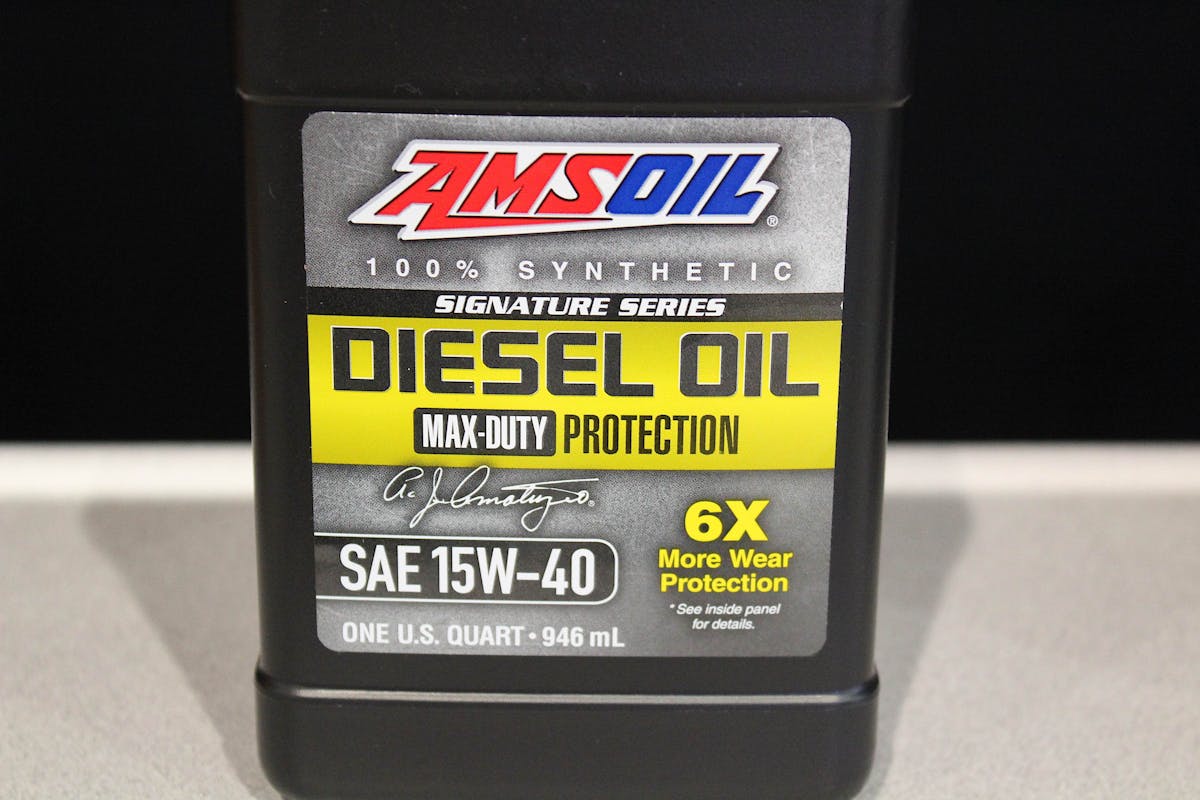 AMSOIL®
100% SYNTHETIC
SIGNATURE SERIES
DIESEL OIL
MAX-DUTY PROTECTION
A.J. Amatuzio®
SAE 15W-40
ONE U.S. QUART • 946 mL
6X
More Wear
Protection
*See inside panel
for details.